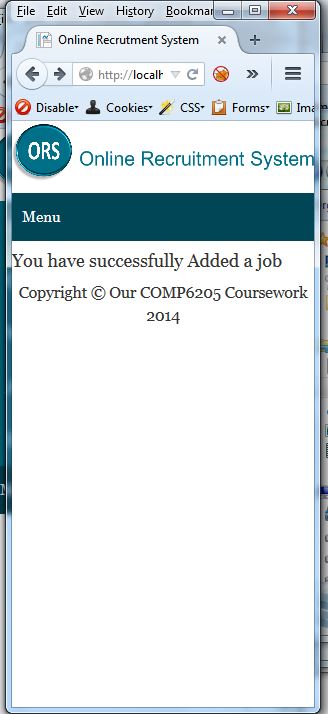 File Edit View History Bookmar
Online Recrutment System
http://localh
Disable Cookies CSS Forms Ima
ORS Online Recruitment System
Menu
You have successfully Added a job
Copyright © Our COMP6205 Coursework
2014